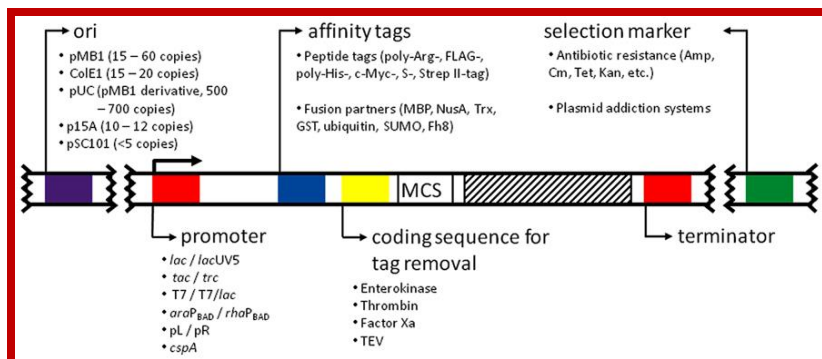 ori
• pMB1 (15 – 60 copies)
• ColE1 (15 – 20 copies)
• pUC (pMB1 derivative, 500
– 700 copies)
• p15A (10 – 12 copies)
• pSC101 (<5 copies)
affinity tags
• Peptide tags (poly-Arg-, FLAG-,
poly-His-, c-Myc-, S-, Strep II-tag)
• Fusion partners (MBP, NusA, Trx,
GST, ubiquitin, SUMO, Fh8)
selection marker
• Antibiotic resistance (Amp,
Cm, Tet, Kan, etc.)
• Plasmid addiction systems
MCS
promoter
• lac / lacUV5
• tac / trc
• T7 / T7/lac
• araP_BAD / rhaP_BAD
• pL / pR
• cspA
coding sequence for
tag removal
• Enterokinase
• Thrombin
• Factor Xa
• TEV
terminator